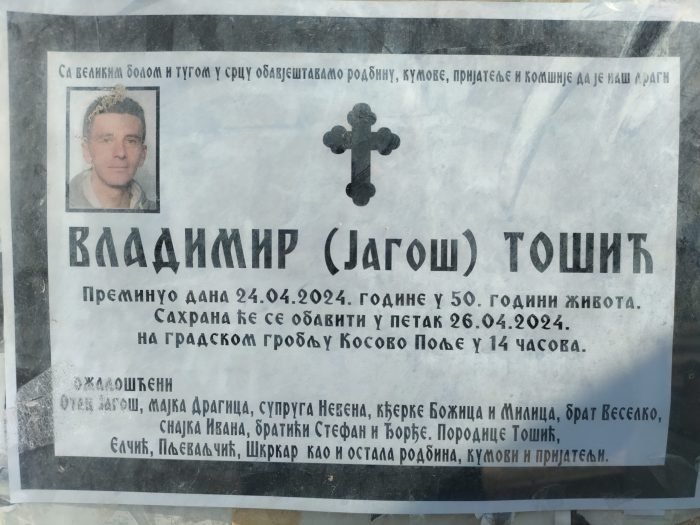 Са великим болом и тугом у срцу обавјештавамо родбину, кумове, пријатеље и комшије да је наш драги
ВЛАДИМИР (Јагош) ТОШИЋ
Преминуо дана 24.04.2024. године у 50. години живота.
Сахрана ће се обавити у петак 26.04.2024.
на градском гробљу Косово Поље у 14 часова.
ожалошћени
Отац Јагош, мајка Драгица, супруга Невена, кћерке Божица и Милица, брат Веселко,
снајка Ивана, братићи Стефан и Ђорђе. Породице Тошић,
Елчић, Пљеваљчић, Шкркар као и остала родбина, кумови и пријатељи.